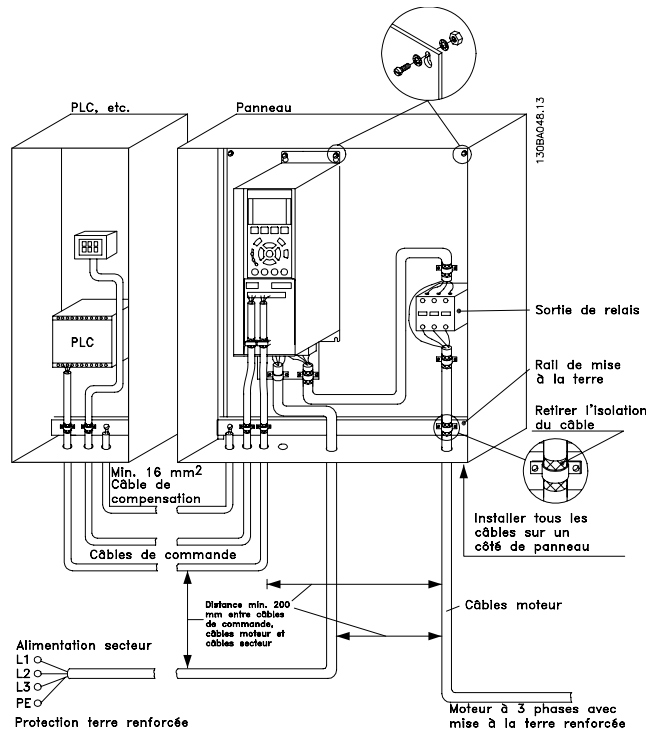 PLC, etc.
Panneau
130BA048.13
PLC
Sortie de relais
Rail de mise
à la terre
Retirer l'isolation
du câble
Min. 16 mm2
Câble de
compensation
Installer tous les
câbles sur un
côté de panneau
Câbles de commande
Distance min. 200
mm entre câbles
de commande,
câbles moteur et
câbles secteur
Câbles moteur
Alimentation secteur
L1
L2
L3
PE
Protection terre renforcée
Moteur à 3 phases avec
mise à la terre renforcée